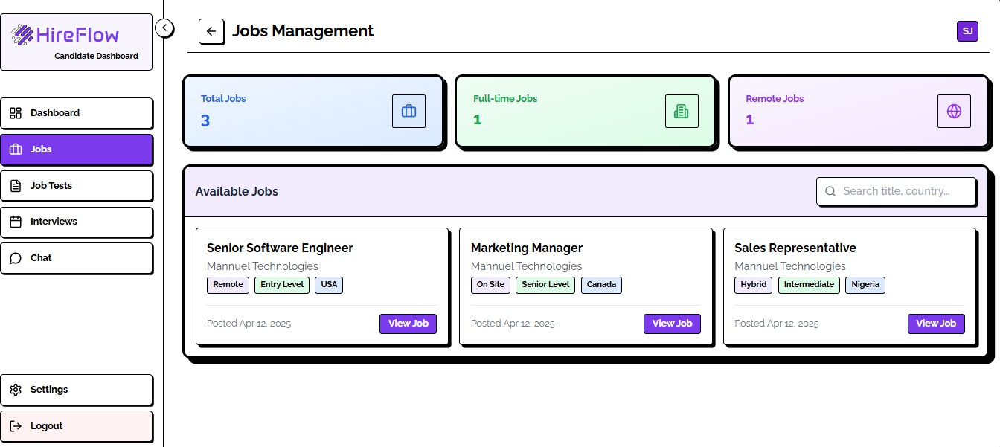 HireFlow
Candidate Dashboard
Dashboard
Jobs
Job Tests
Interviews
Chat
Settings
Logout
Jobs Management
SJ
Total Jobs
3
Full-time Jobs
1
Remote Jobs
1
Available Jobs
Search title, country...
Senior Software Engineer
Mannuel Technologies
Remote Entry Level USA
Posted Apr 12, 2025 View Job
Marketing Manager
Mannuel Technologies
On Site Senior Level Canada
Posted Apr 12, 2025 View Job
Sales Representative
Mannuel Technologies
Hybrid Intermediate Nigeria
Posted Apr 12, 2025 View Job